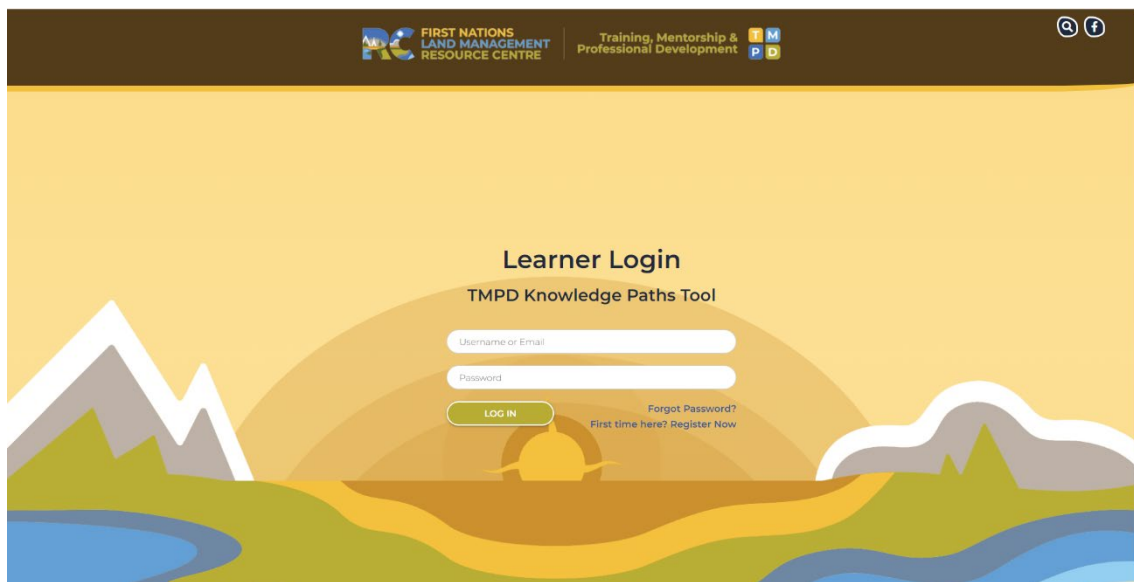 RC
FIRST NATIONS
LAND MANAGEMENT
RESOURCE CENTRE
Training, Mentorship &
Professional Development
T M
P D
Learner Login
TMPD Knowledge Paths Tool
Username or Email
Password
LOG IN
Forgot Password?
First time here? Register Now